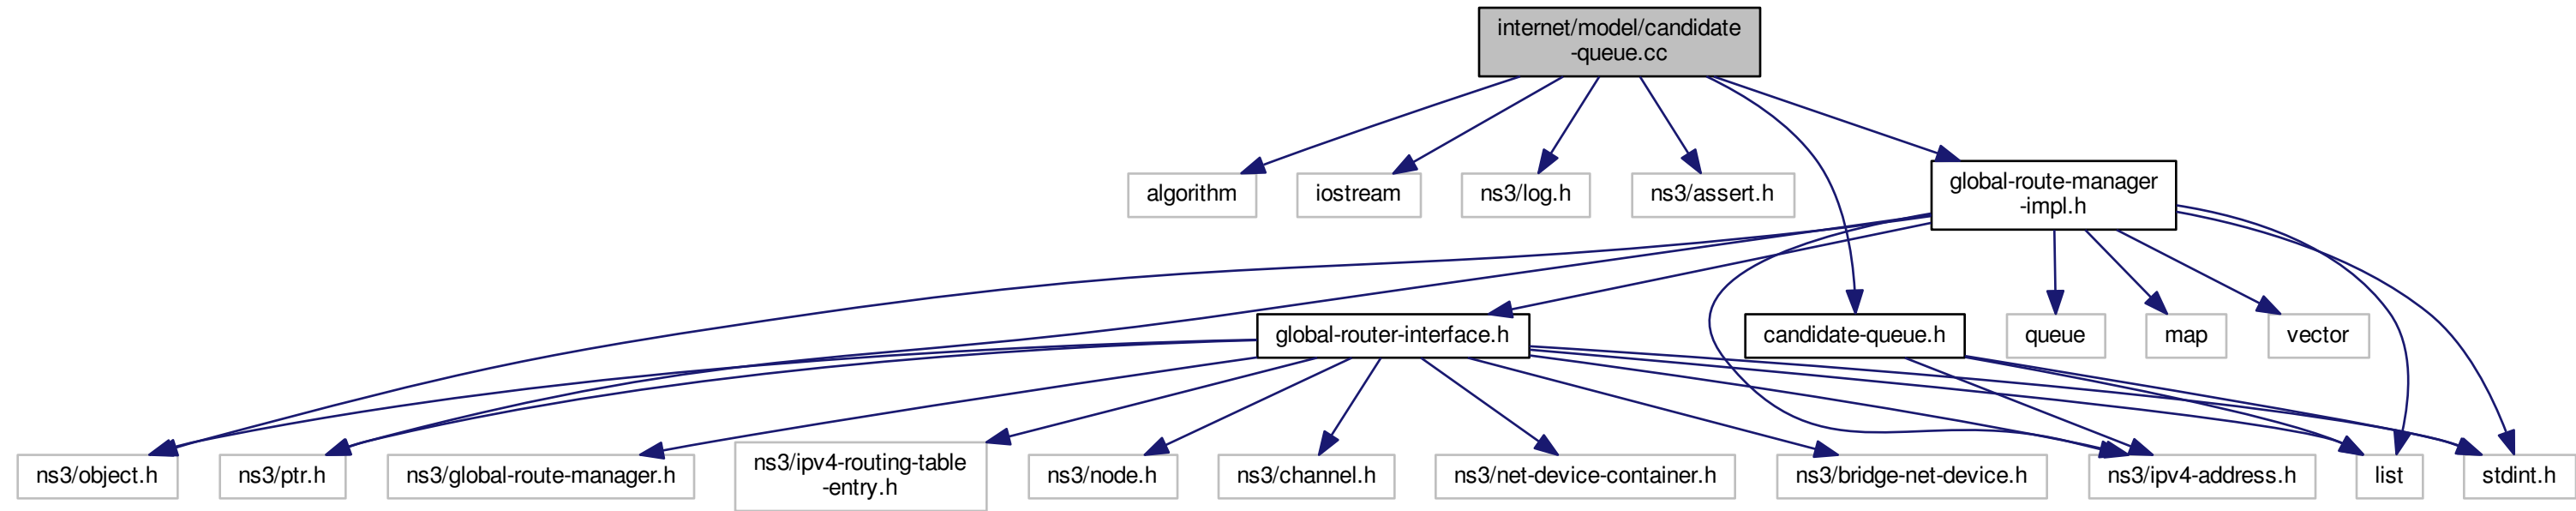 internet/model/candidate
-queue.cc
algorithm
iostream
ns3/log.h
ns3/assert.h
global-route-manager
-impl.h
global-router-interface.h
candidate-queue.h
queue
map
vector
ns3/object.h
ns3/ptr.h
ns3/global-route-manager.h
ns3/ipv4-routing-table
-entry.h
ns3/node.h
ns3/channel.h
ns3/net-device-container.h
ns3/bridge-net-device.h
ns3/ipv4-address.h
list
stdint.h